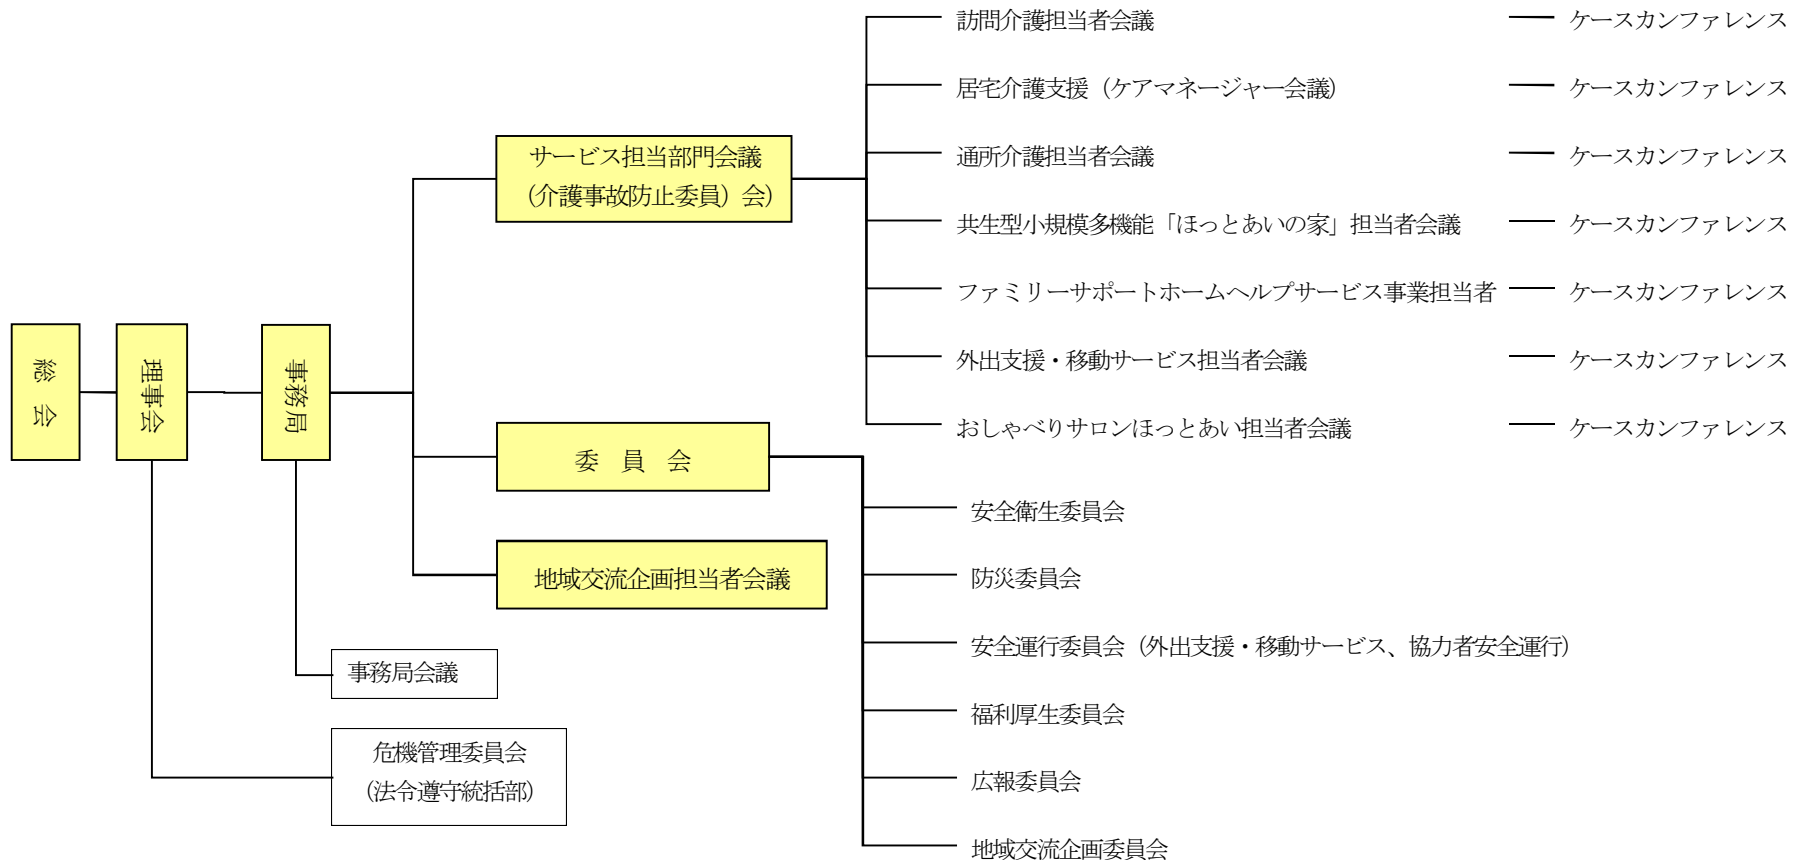 総会
理事会
事務局
サービス担当部門会議
(介護事故防止委員)会)
委 員 会
地域交流企画担当者会議
事務局会議
危機管理委員会
(法令遵守統括部)
訪問介護担当者会議 ケースカンファレンス
居宅介護支援(ケアマネージャー会議) ケースカンファレンス
通所介護担当者会議 ケースカンファレンス
共生型小規模多機能「ほっとあいの家」担当者会議 ケースカンファレンス
ファミリーサポートホームヘルプサービス事業担当者 ケースカンファレンス
外出支援・移動サービス担当者会議 ケースカンファレンス
おしゃべりサロンほっとあい担当者会議 ケースカンファレンス
安全衛生委員会
防災委員会
安全運行委員会(外出支援・移動サービス、協力者安全運行)
福利厚生委員会
広報委員会
地域交流企画委員会